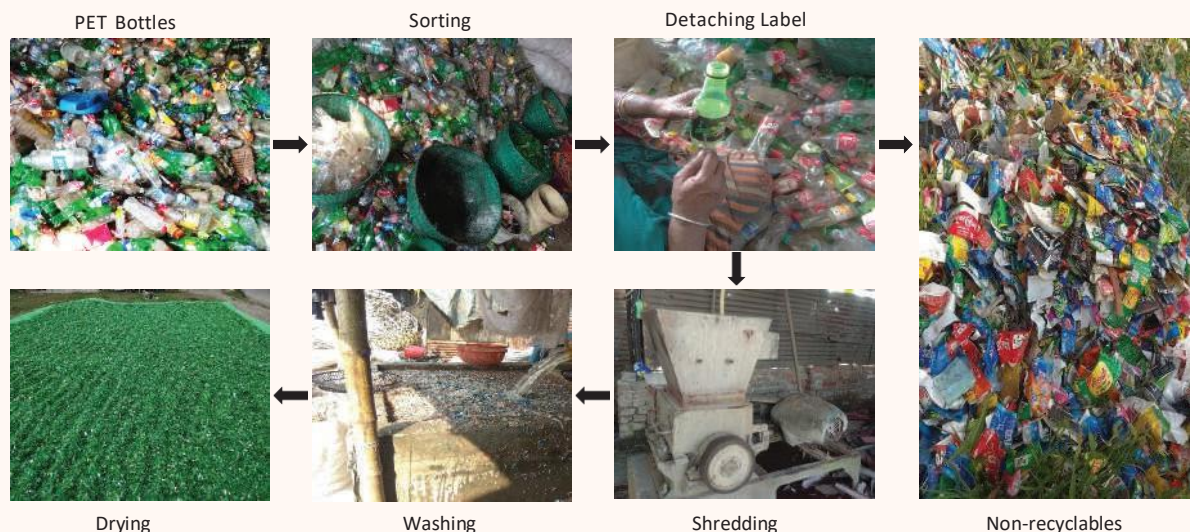 PET Bottles
Sorting
Detaching Label
Drying
Washing
Shredding
Non-recyclables